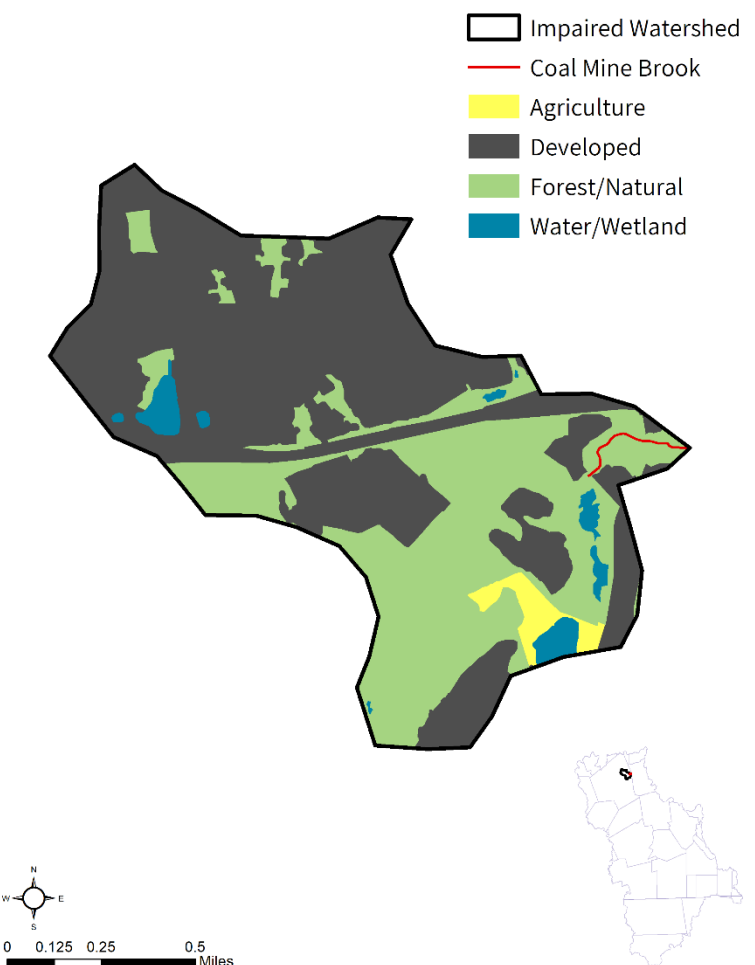 Impaired Watershed
Coal Mine Brook
Agriculture
Developed
Forest/Natural
Water/Wetland
N
W E
S
0 0.125 0.25 0.5
Miles